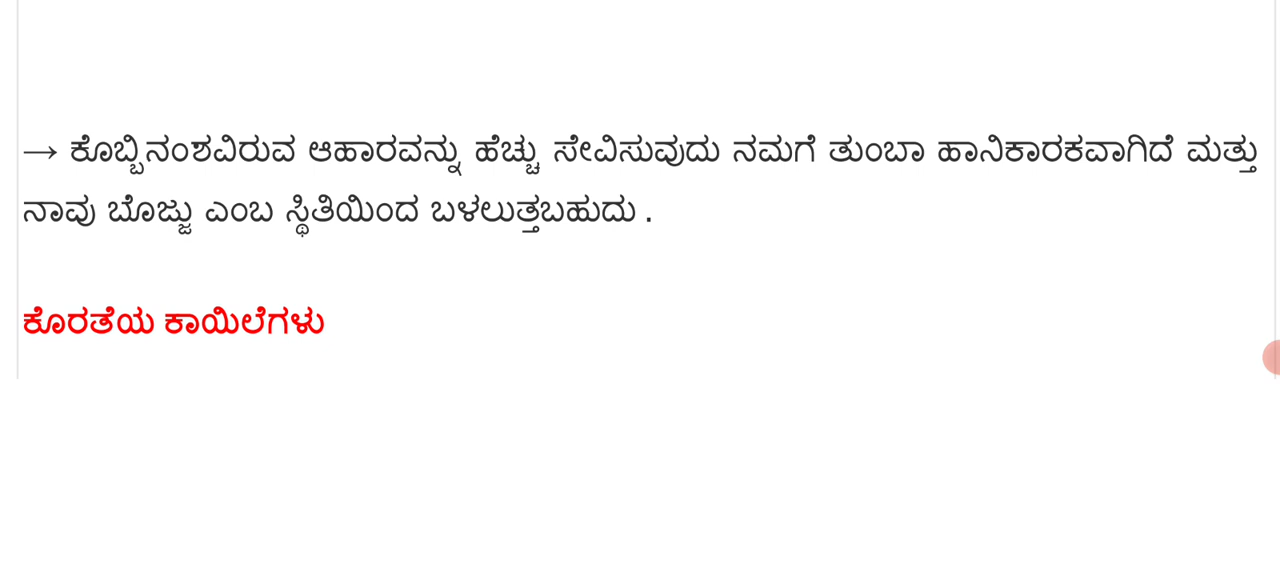 → ಕೊಬ್ಬಿನಂಶವಿರುವ ಆಹಾರವನ್ನು ಹೆಚ್ಚು ಸೇವಿಸುವುದು ನಮಗೆ ತುಂಬಾ ಹಾನಿಕಾರಕವಾಗಿದೆ ಮತ್ತು
ನಾವು ಬೊಜ್ಜು ಎಂಬ ಸ್ಥಿತಿಯಿಂದ ಬಳಲುತ್ತಬಹುದು .
ಕೊರತೆಯ ಕಾಯಿಲೆಗಳು